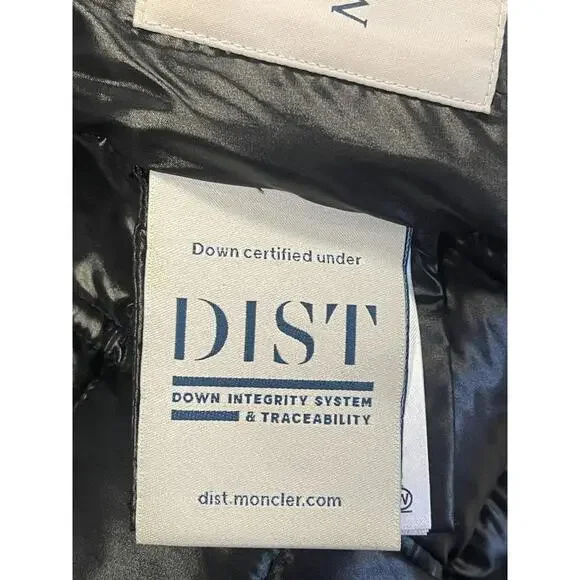 M
Down certified under
DIST
DOWN INTEGRITY SYSTEM
& TRACEABILITY
dist.moncler.com
W